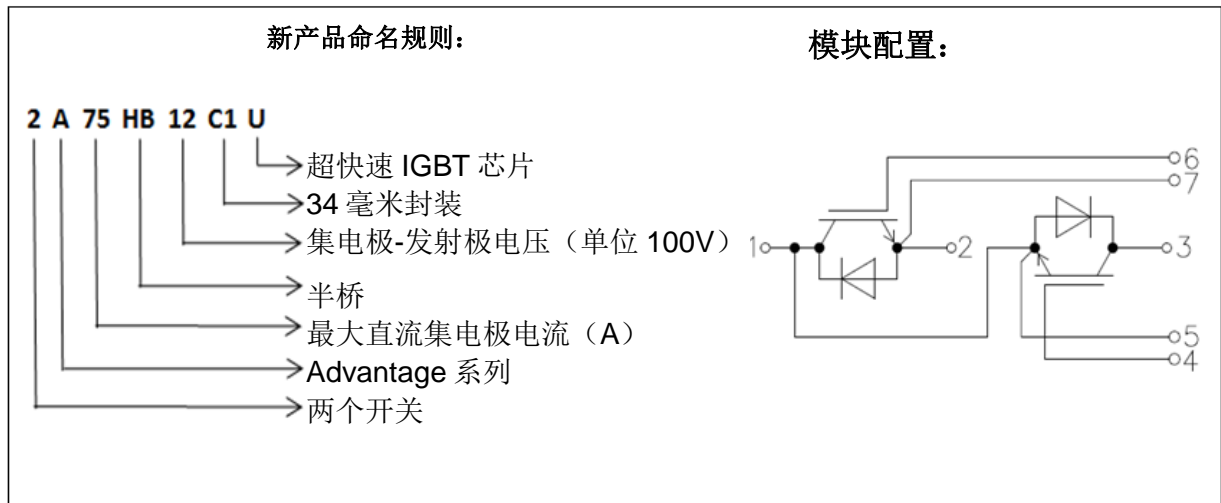 新产品命名规则：
2 A 75 HB 12 C1 U
超快速 IGBT 芯片
34 毫米封装
集电极-发射极电压（单位 100V）
半桥
最大直流集电极电流（A）
Advantage 系列
两个开关
模块配置：
6
7
1
2
3
5
4